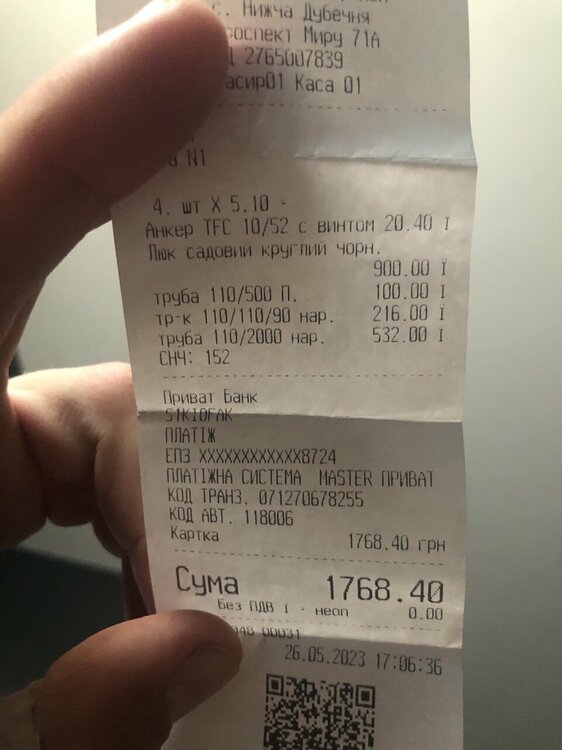 с. Нижча Дубечня
роспект Миру 71А
2765007839
асир01 Каса 01
а N1
4. шт X 5.10 =
Анкер TFC 10/52 с винтом 20.40 І
Люк садовий круглий чорн.
900.00 І
труба 110/500 П. 100.00 І
тр-к 110/110/90 нар. 216.00 І
труба 110/2000 нар. 532.00 І
СНЧ: 152
Приват Банк
S1KI0FAK
ПЛАТІЖ
ЕПЗ XXXXXXXXXXXX8724
ПЛАТІЖНА СИСТЕМА MASTER ПРИВАТ
КОД ТРАНЗ. 071270678255
КОД АВТ. 118006
Картка 1768.40 грн
Сума 1768.40
Без ПДВ І - неоп 0.00
00031
26.05.2023 17:06:36